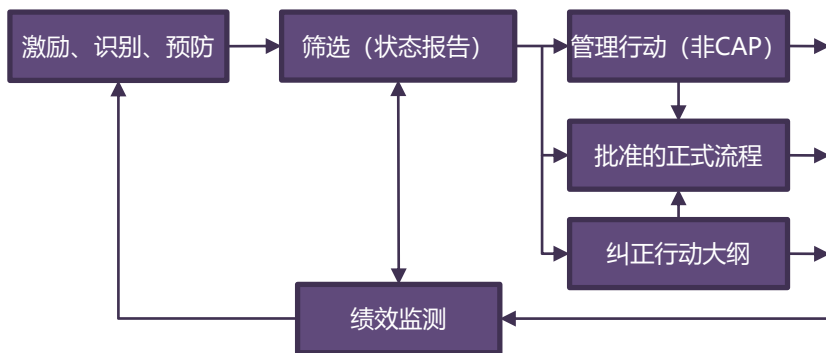 激励、识别、预防
筛选（状态报告）
管理行动（非CAP）
批准的正式流程
纠正行动大纲
绩效监测